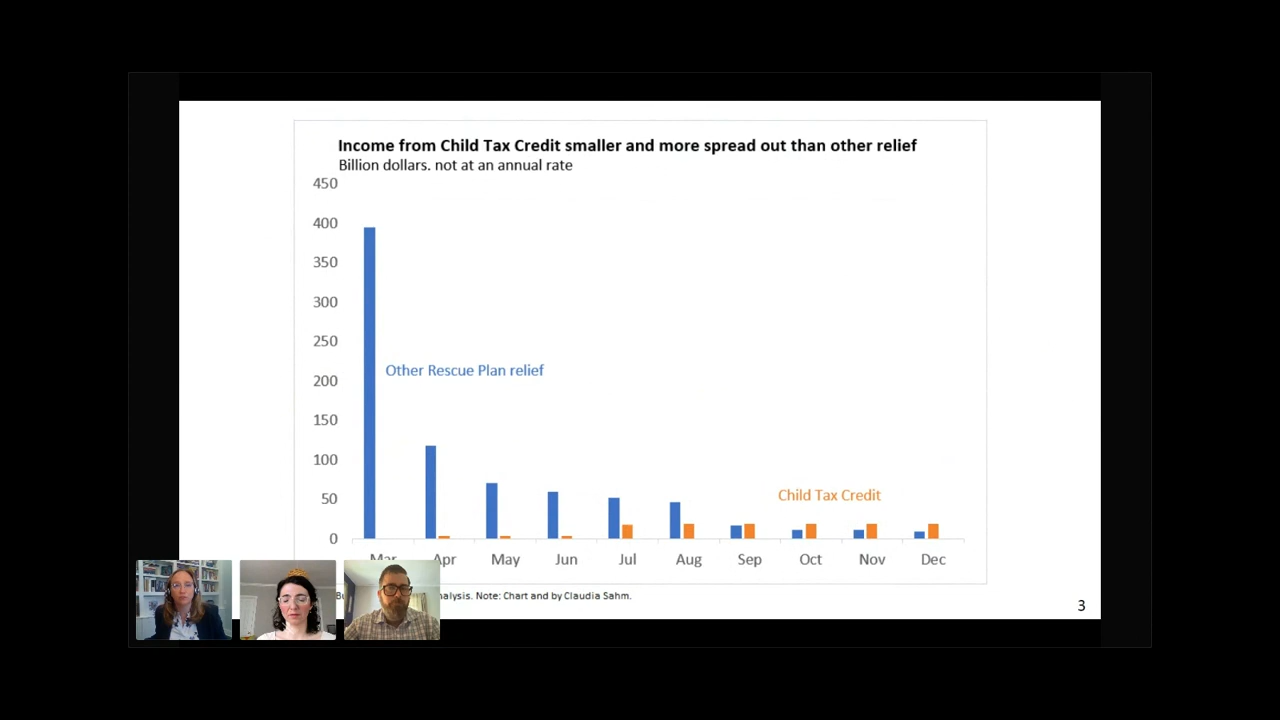 Income from Child Tax Credit smaller and more spread out than other relief
Billion dollars. not at an annual rate
450
400
350
300
250
200
150
100
50
0
Other Rescue Plan relief
Child Tax Credit
Mar Apr May Jun Jul Aug Sep Oct Nov Dec
Note: Chart and by Claudia Sahm.
3